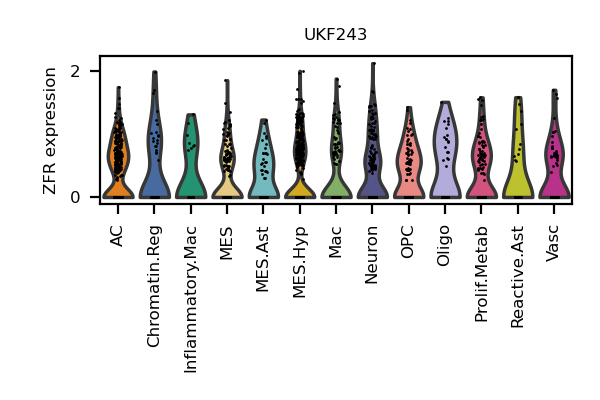 UKF243
ZFR expression
2
0
AC
Chromatin.Reg
Inflammatory.Mac
MES
MES.Ast
MES.Hyp
Mac
Neuron
OPC
Oligo
Prolif.Metab
Reactive.Ast
Vasc